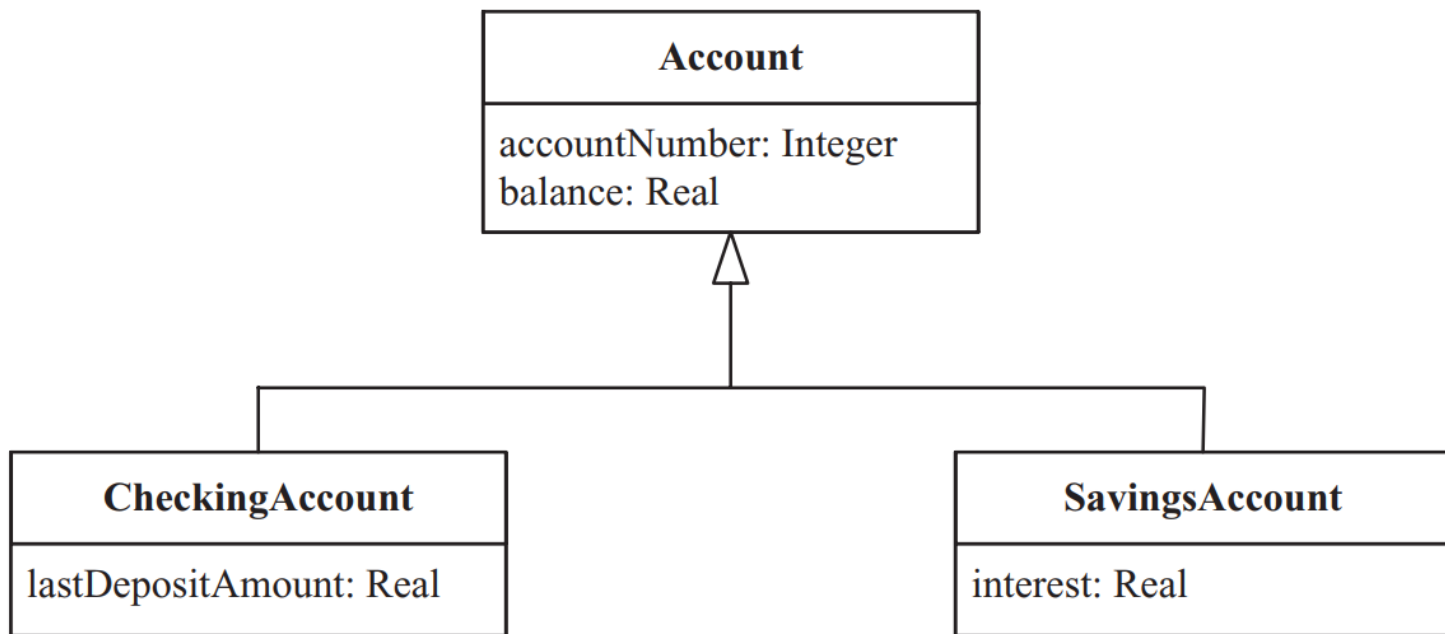 Account
accountNumber: Integer
balance: Real
CheckingAccount
lastDepositAmount: Real
SavingsAccount
interest: Real